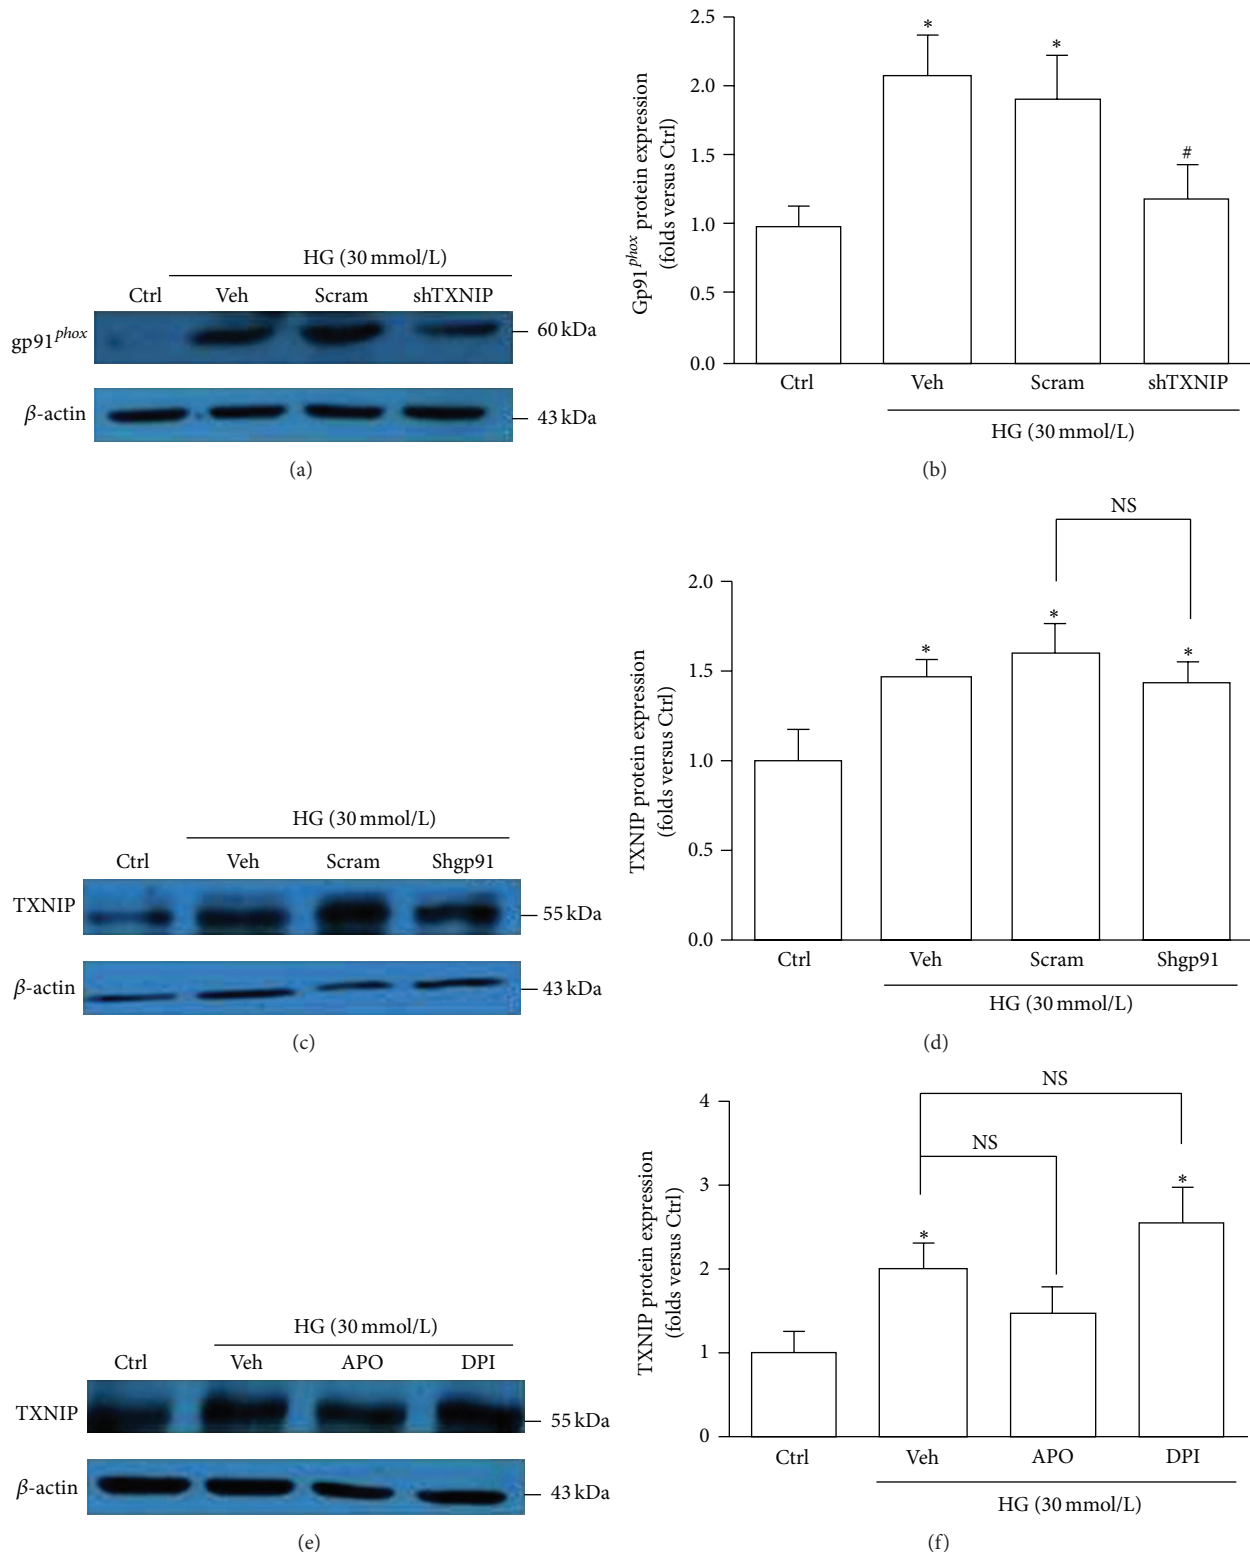 HG (30 mmol/L)
Ctrl Veh Scram shTXNIP
gp91phox
60 kDa
β-actin
43 kDa
(a)
2.5
2.0
1.5
1.0
0.5
0.0
Gp91phox protein expression
(folds versus Ctrl)
*
*
#
Ctrl Veh Scram shTXNIP
HG (30 mmol/L)
(b)
HG (30 mmol/L)
Ctrl Veh Scram Shgp91
TXNIP
55 kDa
β-actin
43 kDa
(c)
NS
2.0
1.5
1.0
0.5
0.0
TXNIP protein expression
(folds versus Ctrl)
*
*
*
Ctrl Veh Scram Shgp91
HG (30 mmol/L)
(d)
HG (30 mmol/L)
Ctrl Veh APO DPI
TXNIP
55 kDa
β-actin
43 kDa
(e)
NS
NS
4
3
2
1
0
TXNIP protein expression
(folds versus Ctrl)
*
*
Ctrl Veh APO DPI
HG (30 mmol/L)
(f)